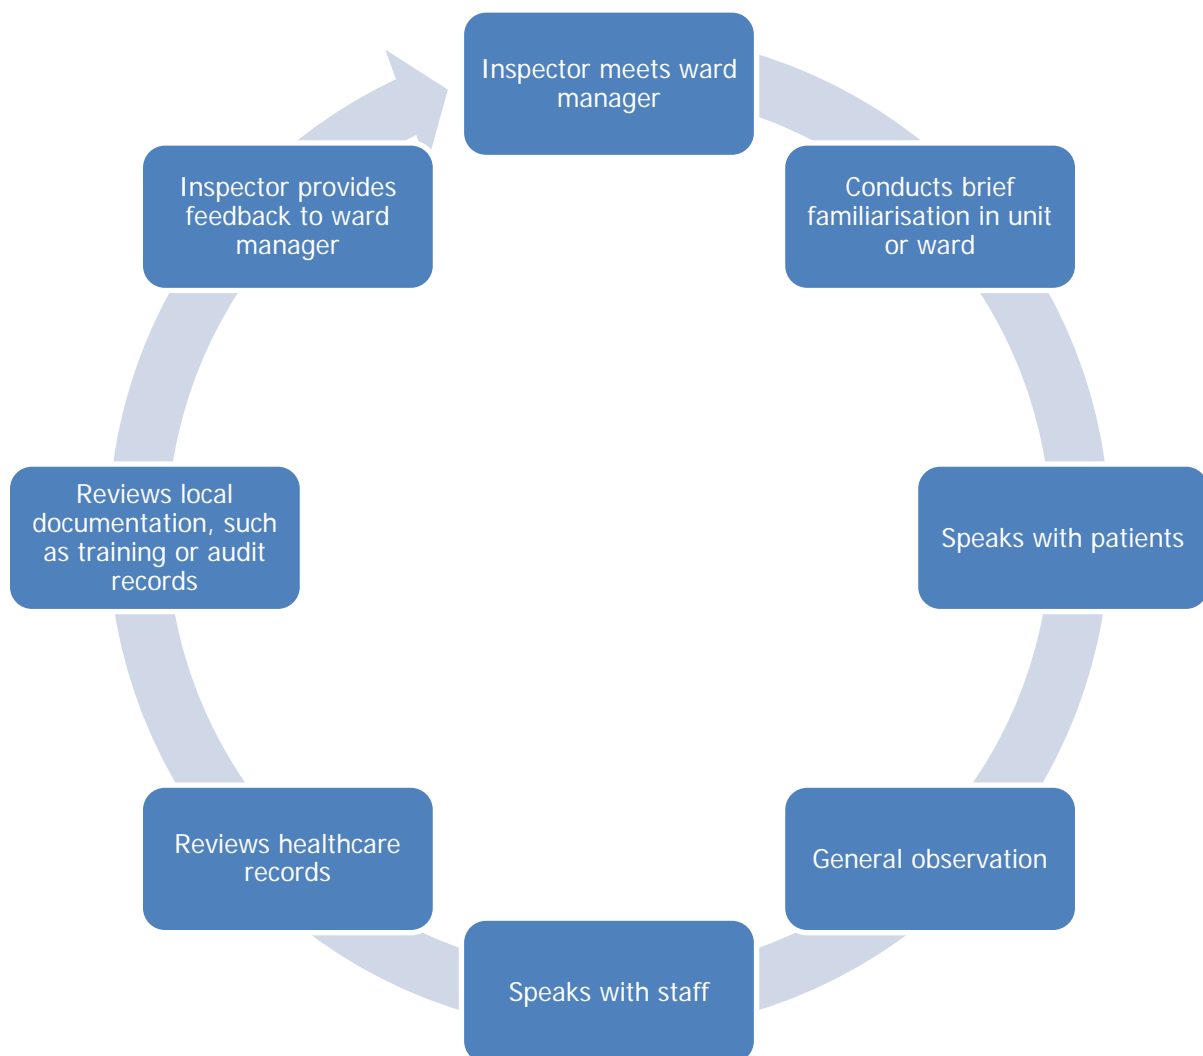 Inspector meets ward
manager
Conducts brief
familiarisation in unit
or ward
Speaks with patients
General observation
Speaks with staff
Reviews healthcare
records
Reviews local
documentation, such
as training or audit
records
Inspector provides
feedback to ward
manager